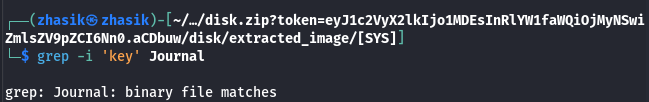 ┌──(zhasik㉿ zhasik)-[~/…/disk.zip?token=eyJ1c2VyX2lkIjo1MDEsInRlYW1faWQiOjMyNSwi
ZmlsZV9pZCI6Nn0.aCDbuw/disk/extracted_image/[SYS]]
└─$ grep -i 'key' Journal
grep: Journal: binary file matches